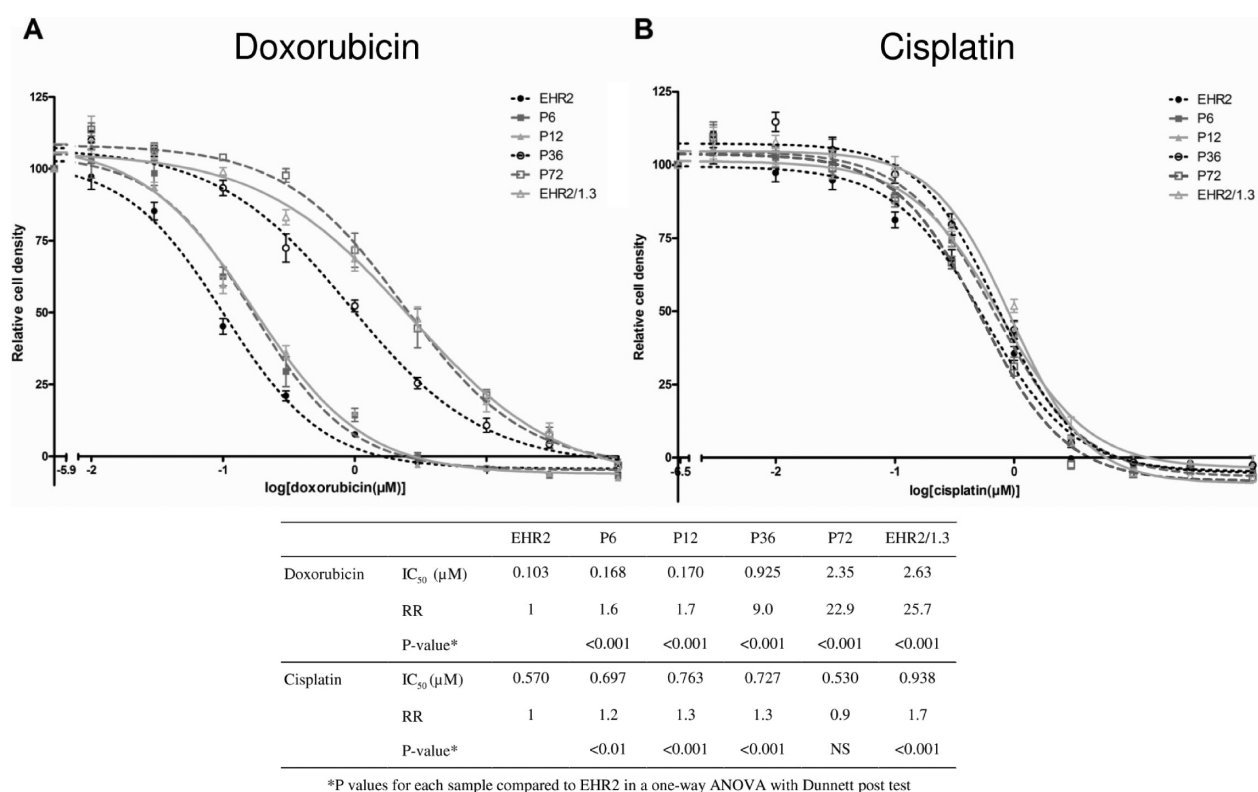 A
Doxorubicin
125
100
75
50
25
0
Relative cell density
-5.9
-2
-1
0
1
log[doxorubicin(µM)]
EHR2
P6
P12
P36
P72
EHR2/1.3
B
Cisplatin
125
100
75
50
25
0
Relative cell density
-6.5
-2
-1
0
log[cisplatin(µM)]
EHR2
P6
P12
P36
P72
EHR2/1.3
EHR2 P6 P12 P36 P72 EHR2/1.3
Doxorubicin IC50 (µM) 0.103 0.168 0.170 0.925 2.35 2.63
RR 1 1.6 1.7 9.0 22.9 25.7
P-value* <0.001 <0.001 <0.001 <0.001 <0.001
Cisplatin IC50 (µM) 0.570 0.697 0.763 0.727 0.530 0.938
RR 1 1.2 1.3 1.3 0.9 1.7
P-value* <0.01 <0.001 <0.001 NS <0.001
*P values for each sample compared to EHR2 in a one-way ANOVA with Dunnett post test